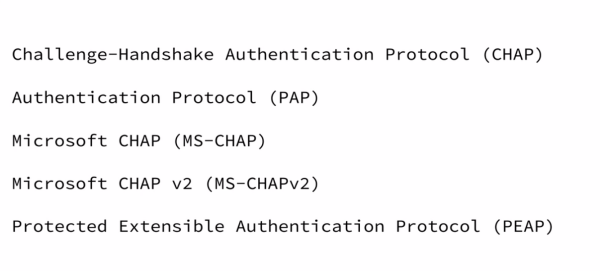 Challenge-Handshake Authentication Protocol (CHAP)
Authentication Protocol (PAP)
Microsoft CHAP (MS-CHAP)
Microsoft CHAP v2 (MS-CHAPv2)
Protected Extensible Authentication Protocol (PEAP)